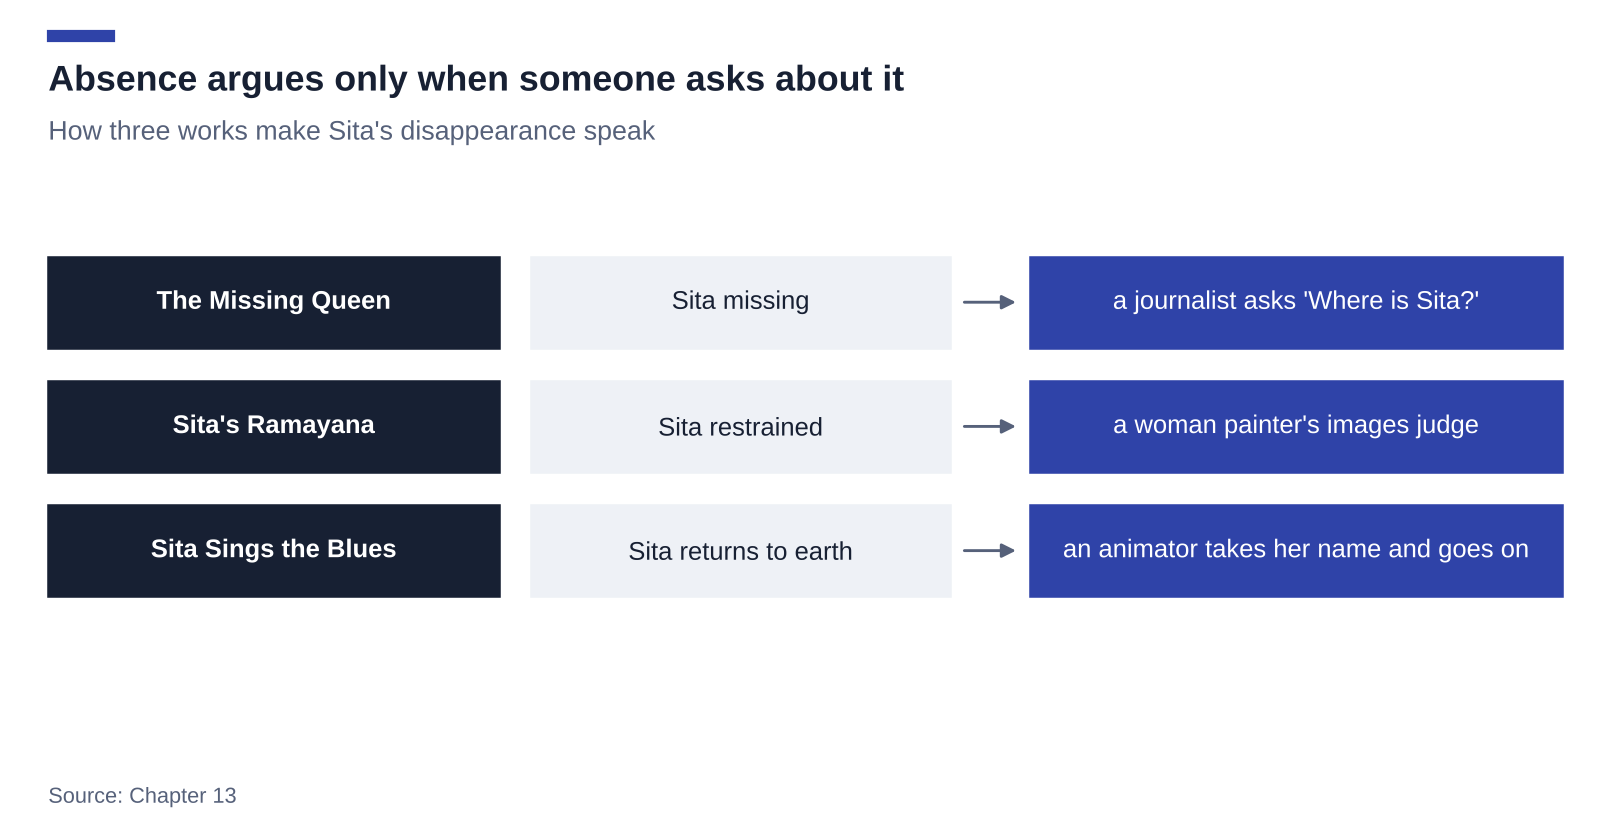 Absence argues only when someone asks about it
How three works make Sita's disappearance speak
The Missing Queen
Sita missing
a journalist asks 'Where is Sita?'
Sita's Ramayana
Sita restrained
a woman painter's images judge
Sita Sings the Blues
Sita returns to earth
an animator takes her name and goes on
Source: Chapter 13